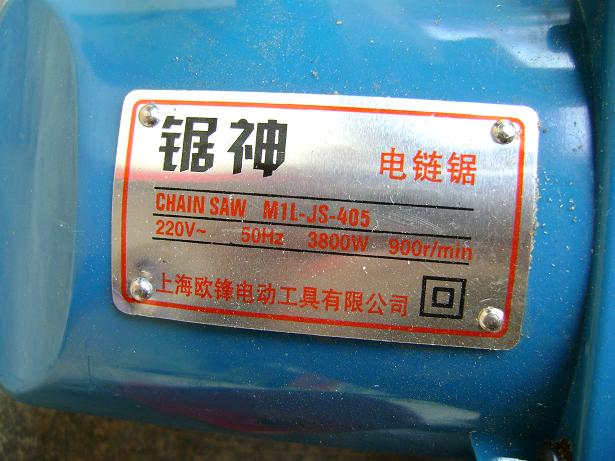 锯神 电链锯
CHAIN SAW M1L-JS-405
220V~ 50Hz 3800W 900r/min
上海欧锋电动工具有限公司